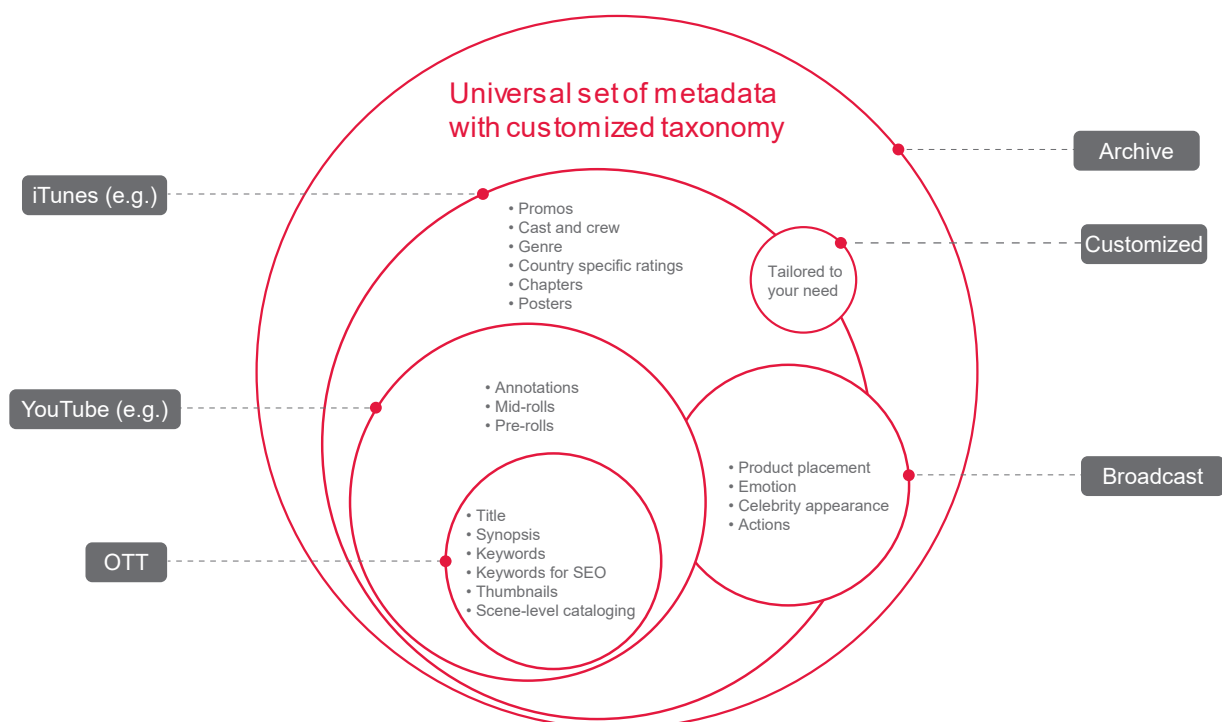 Universal set of metadata
with customized taxonomy
Archive
iTunes (e.g.)
• Promos
• Cast and crew
• Genre
• Country specific ratings
• Chapters
• Posters
Customized
Tailored to
your need
YouTube (e.g.)
• Annotations
• Mid-rolls
• Pre-rolls
• Product placement
• Emotion
• Celebrity appearance
• Actions
Broadcast
OTT
• Title
• Synopsis
• Keywords
• Keywords for SEO
• Thumbnails
• Scene-level cataloging